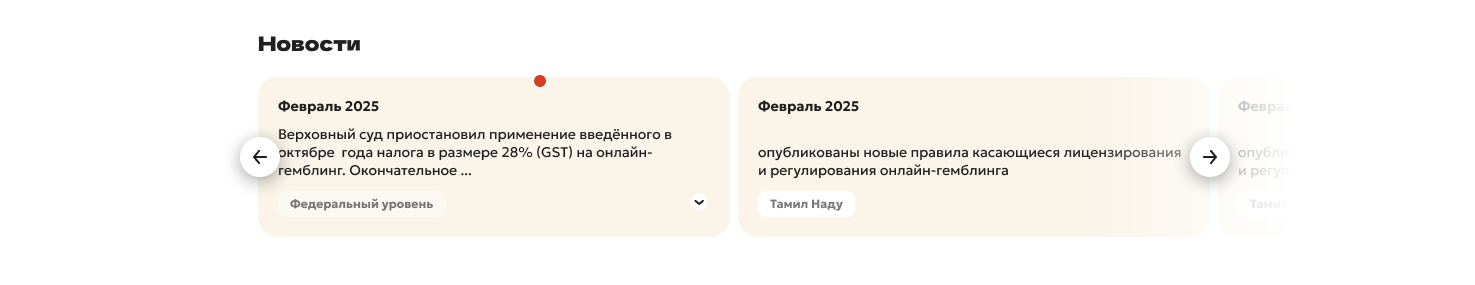 Новости
Февраль 2025
Верховный суд приостановил применение введённого в
октябре года налога в размере 28% (GST) на онлайн-
гемблинг. Окончательное ...
Федеральный уровень
Февраль 2025
опубликованы новые правила касающиеся лицензирования
и регулирования онлайн-гемблинга
Тамил Наду